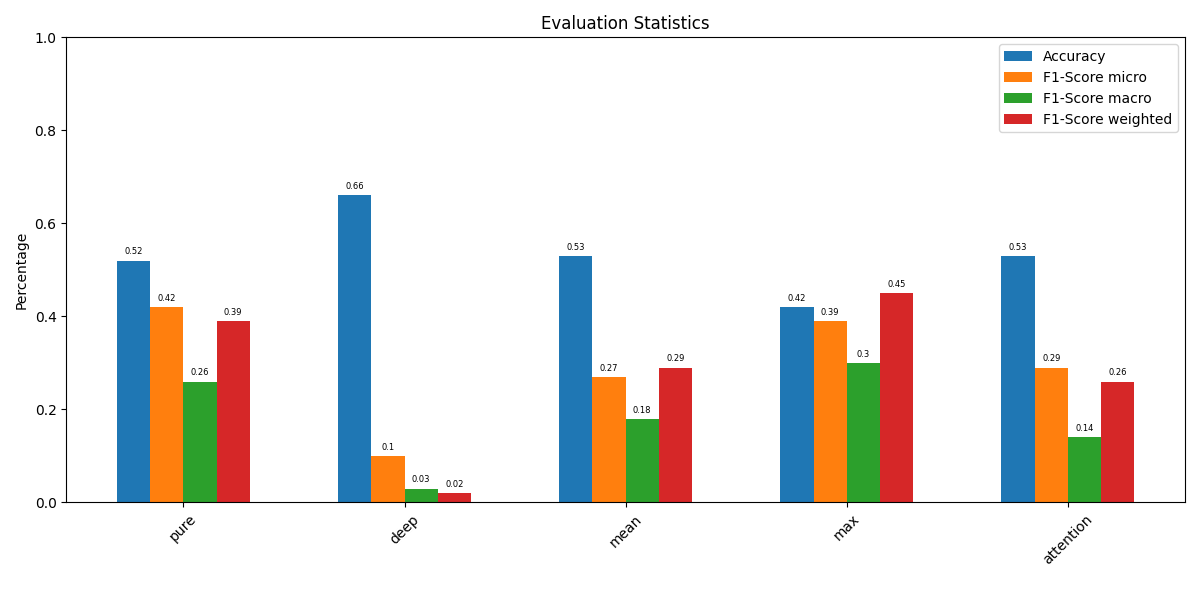 Evaluation Statistics
Percentage
1.0
0.8
0.6
0.4
0.2
0.0
Accuracy
F1-Score micro
F1-Score macro
F1-Score weighted
0.52
0.42
0.26
0.39
0.66
0.1
0.03
0.02
0.53
0.27
0.18
0.29
0.42
0.39
0.3
0.45
0.53
0.29
0.14
0.26
pure
deep
mean
max
attention